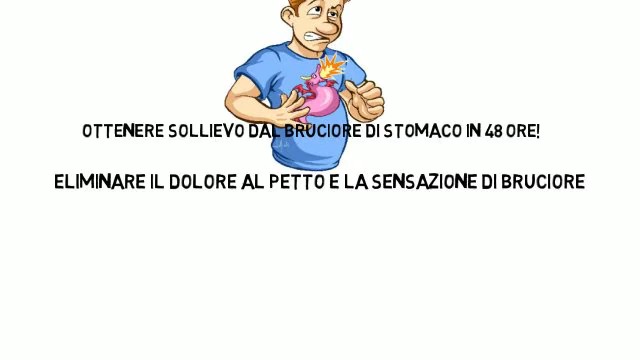 OTTENERE SOLLIEVO DAL BRUCIORE DI STOMACO IN 48 ORE!
ELIMINARE IL DOLORE AL PETTO E LA SENSAZIONE DI BRUCIORE